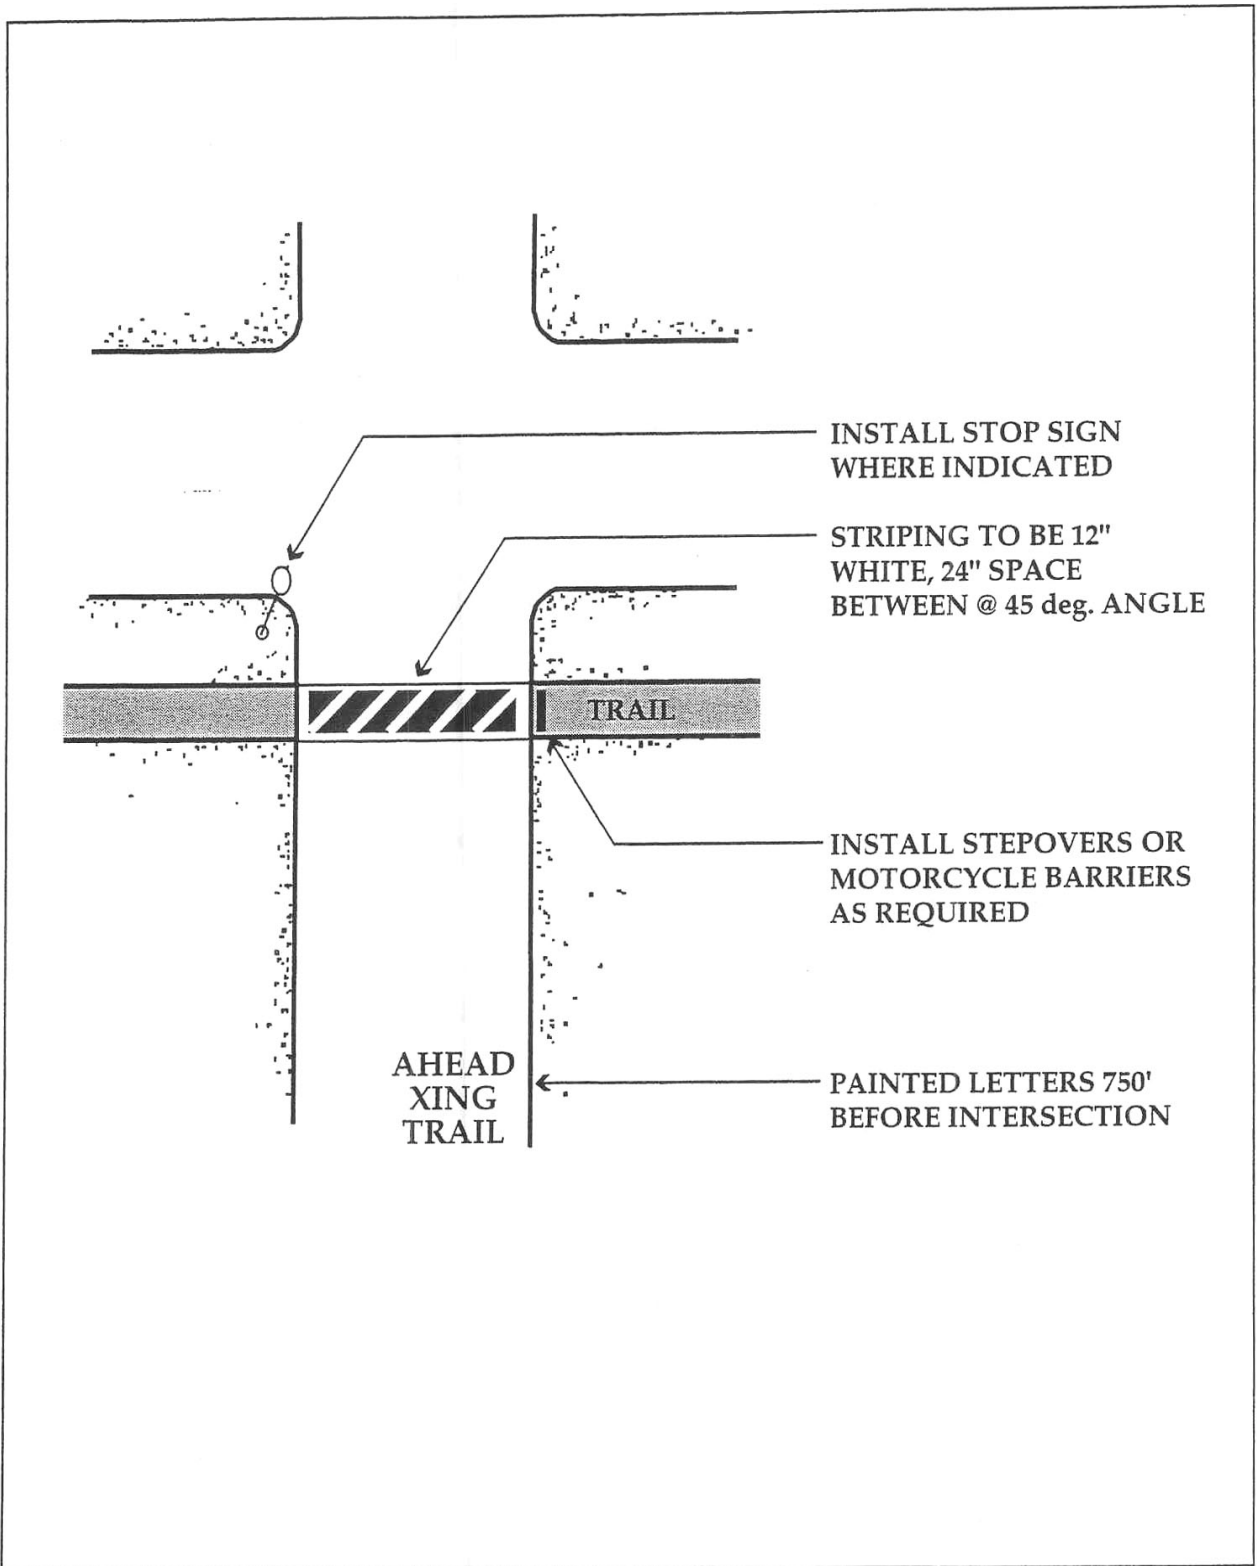 INSTALL STOP SIGN
WHERE INDICATED
STRIPING TO BE 12"
WHITE, 24" SPACE
BETWEEN @ 45 deg. ANGLE
TRAIL
INSTALL STEPOVERS OR
MOTORCYCLE BARRIERS
AS REQUIRED
AHEAD
XING
TRAIL
PAINTED LETTERS 750'
BEFORE INTERSECTION